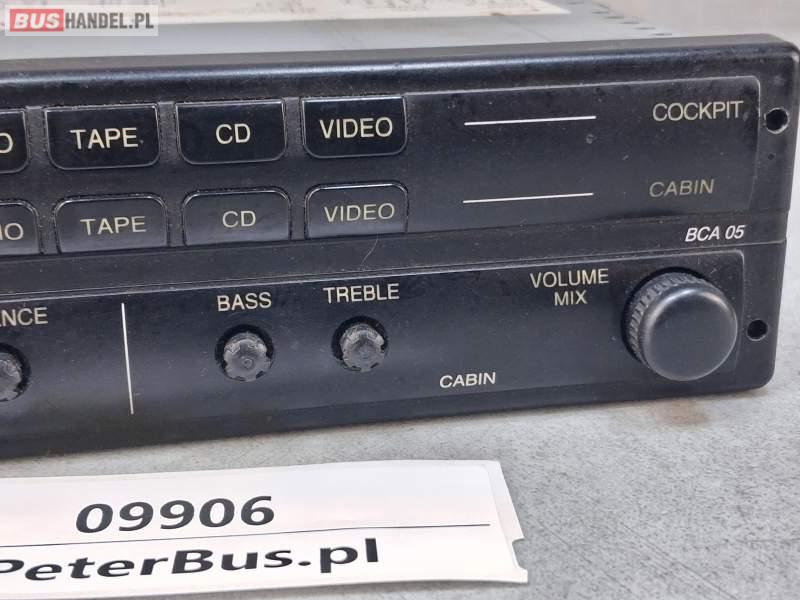 BUSHANDEL.PL
TAPE CD VIDEO COCKPIT
TAPE CD VIDEO CABIN
BCA 05
BASS TREBLE VOLUME MIX
CABIN
09906
PeterBus.pl